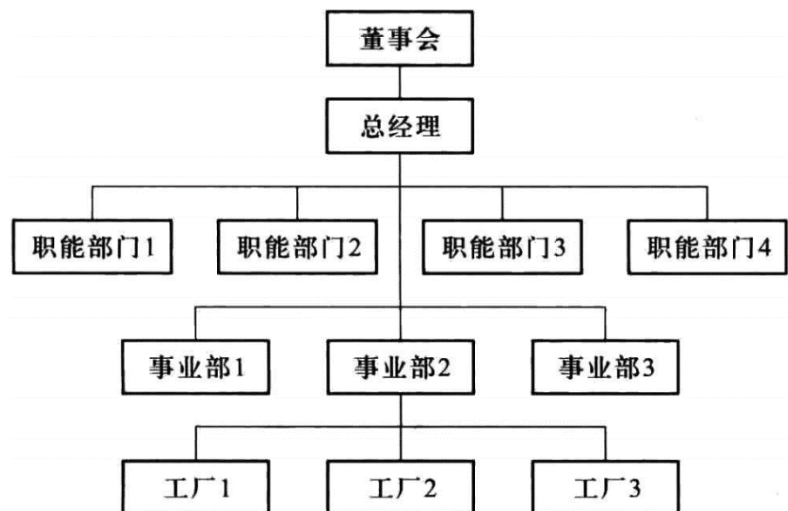 董事会
总经理
职能部门1 职能部门2 职能部门3 职能部门4
事业部1 事业部2 事业部3
工厂1 工厂2 工厂3